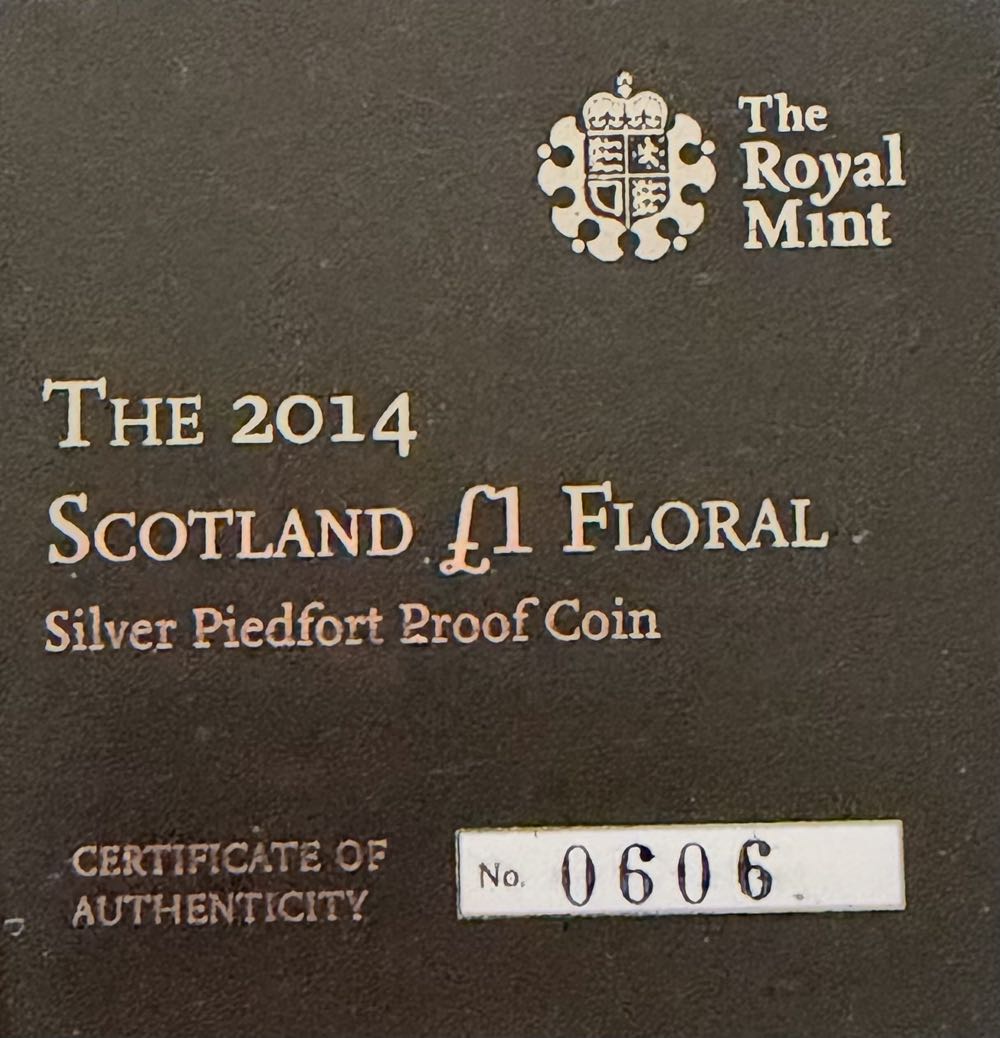 The
Royal
Mint
THE 2014
SCOTLAND £1 FLORAL
Silver Piedfort Proof Coin
CERTIFICATE OF
AUTHENTICITY
No. 0606